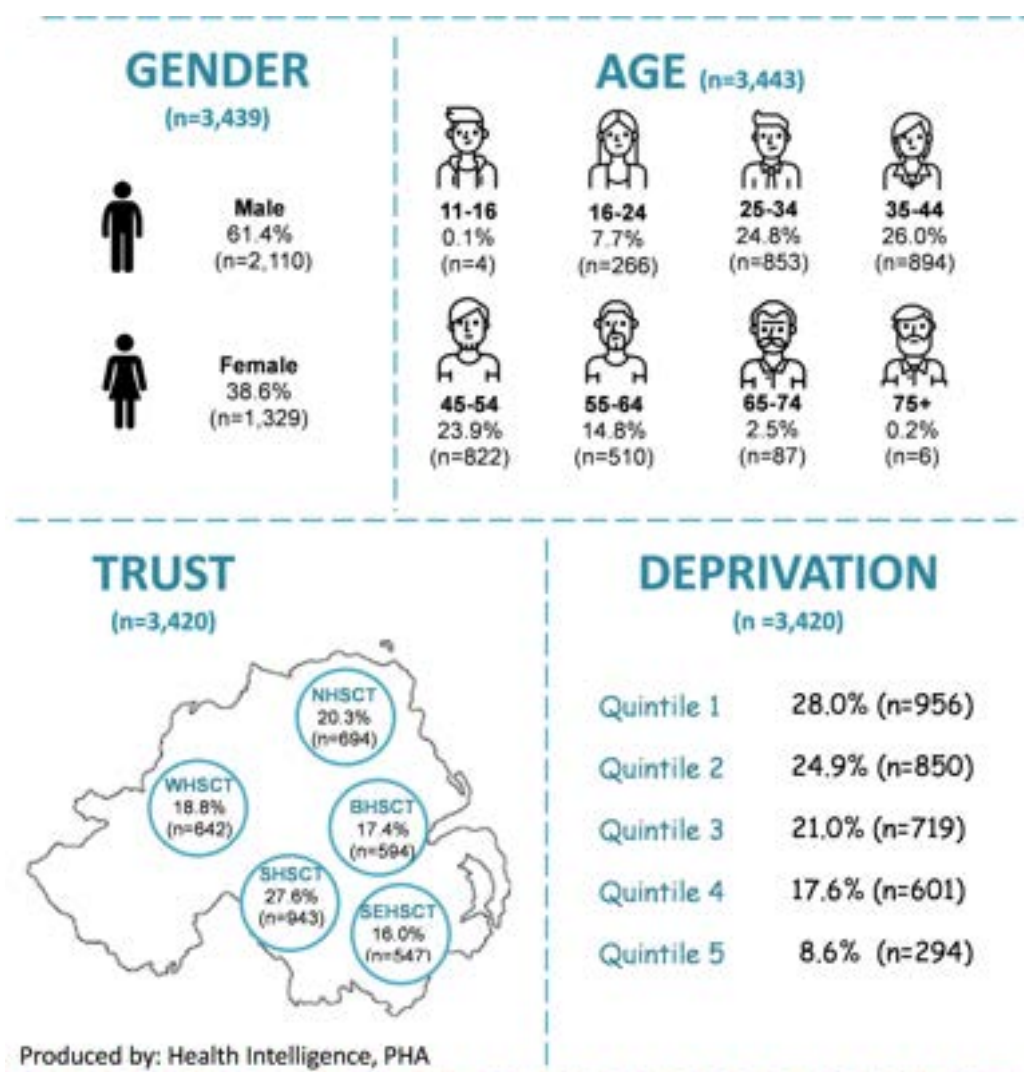 GENDER
(n=3,439)
Male
61.4%
(n=2,110)
Female
38.6%
(n=1,329)
AGE (n=3,443)
11-16
0.1%
(n=4)
16-24
7.7%
(n=266)
25-34
24.8%
(n=853)
35-44
26.0%
(n=894)
45-54
23.9%
(n=822)
55-64
14.8%
(n=510)
65-74
2.5%
(n=87)
75+
0.2%
(n=6)
TRUST
(n=3,420)
NHSCT
20.3%
(n=694)
WHSCT
18.8%
(n=642)
BHSCT
17.4%
(n=594)
SHSCT
27.6%
(n=943)
SEHSCT
16.0%
(n=547)
DEPRIVATION
(n =3,420)
Quintile 1 28.0% (n=956)
Quintile 2 24.9% (n=850)
Quintile 3 21.0% (n=719)
Quintile 4 17.6% (n=601)
Quintile 5 8.6% (n=294)
Produced by: Health Intelligence, PHA